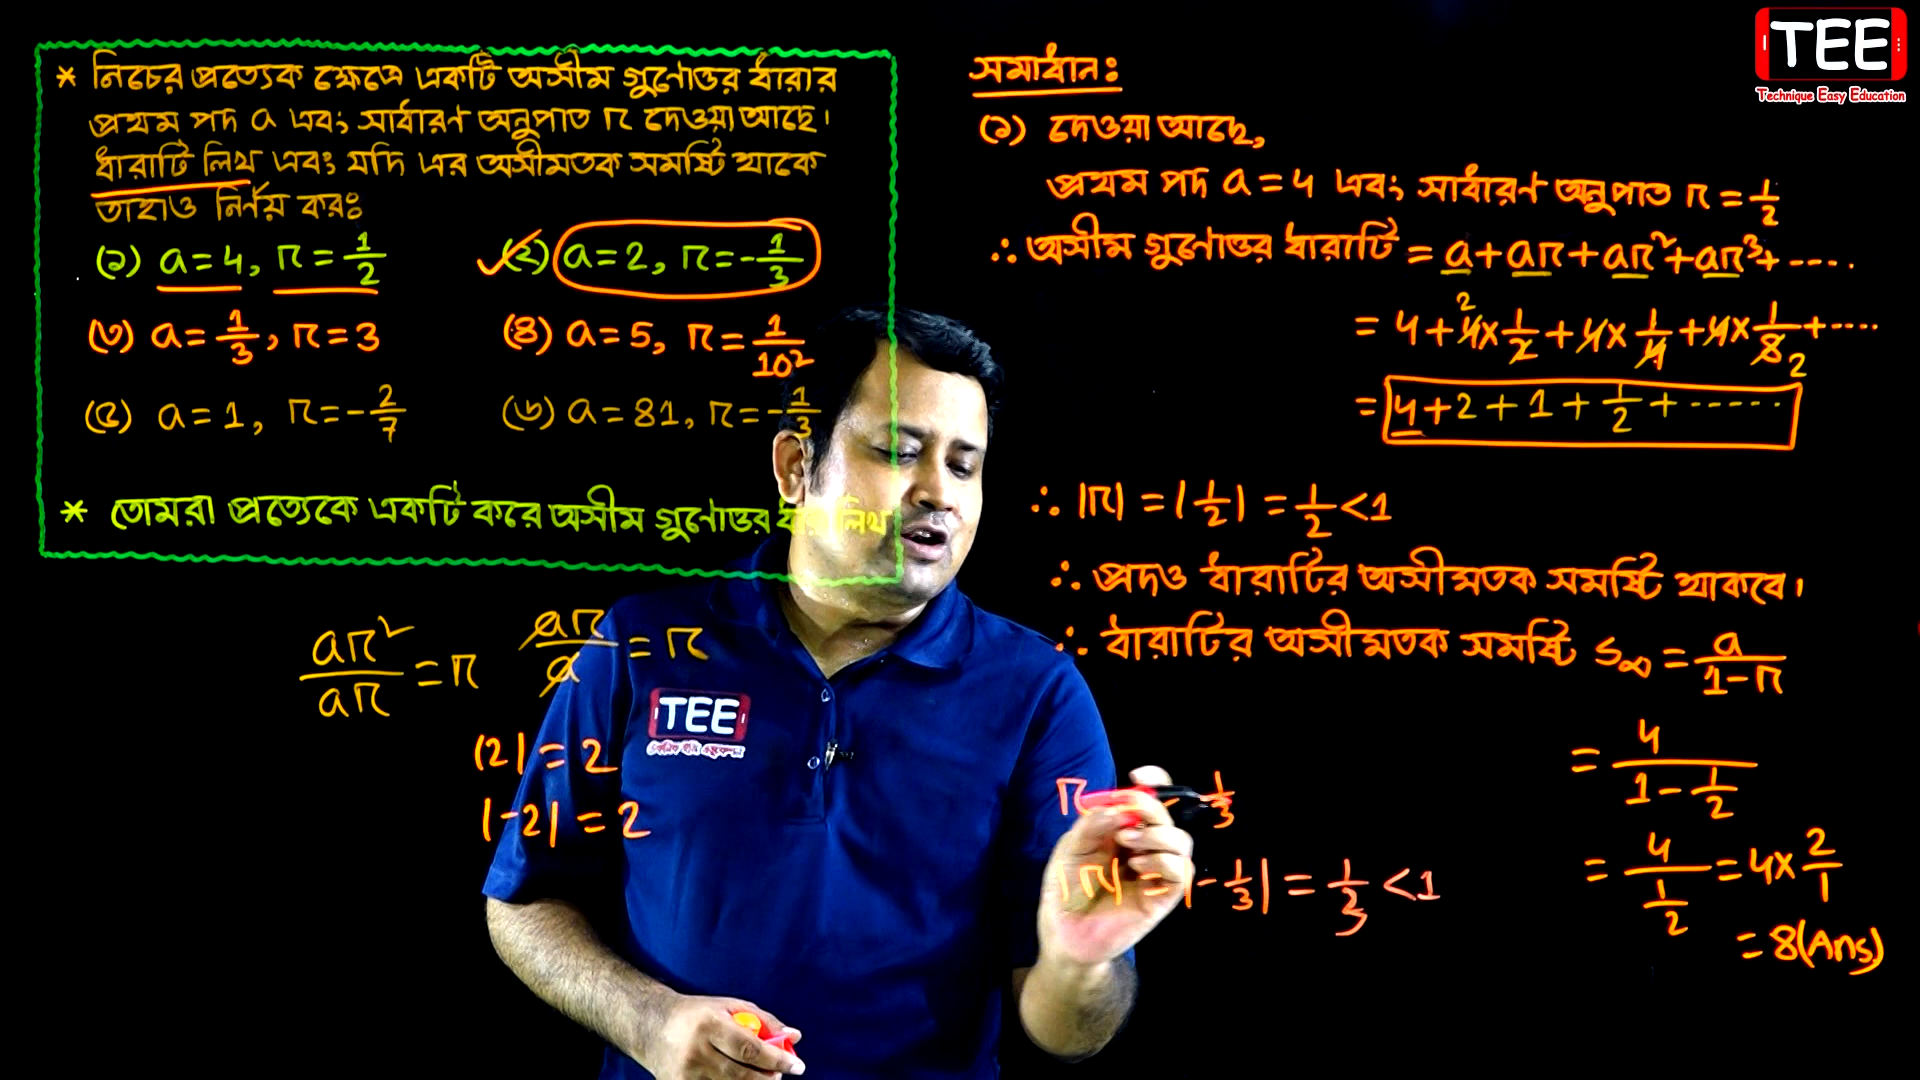 * নিচের প্রত্যেক ক্ষেত্রে একটি অসীম গুণোত্তর ধারার
প্রথম পদ a এবং সাধারণ অনুপাত r দেওয়া আছে।
ধারাটি লিখ এবং যদি এর অসীমতক সমষ্টি থাকে
তাহাও নির্ণয় করঃ
(১) a=4, r=1/2
(২) a=2, r=-1/3
(৩) a=1/3, r=3
(৪) a=5, r=1/10²
(৫) a=1, r=-2/7
(৬) a=81, r=-1/3
* তোমরা প্রত্যেকে একটি করে অসীম গুণোত্তর ধারা লিখ
ar²/ar = r
ar/a = r
|2| = 2
|-2| = 2
সমাধানঃ
(১) দেওয়া আছে,
প্রথম পদ a=4 এবং সাধারণ অনুপাত r=1/2
∴ অসীম গুণোত্তর ধারাটি = a+ar+ar²+ar³+----.
= 4+4×1/2+4×1/4+4×1/8+----
2
2
= 4+2+1+1/2+-----
∴ |r| = |1/2| = 1/2 <1
∴ প্রদত্ত ধারাটির অসীমতক সমষ্টি থাকবে।
∴ ধারাটির অসীমতক সমষ্টি S∞ = a/(1-r)
= 4/(1-1/2)
= 4/(1/2) = 4×2/1
= 8(Ans)
r = -1/3
|r| = |-1/3| = 1/3 <1
TEE
Technique Easy Education
TEE